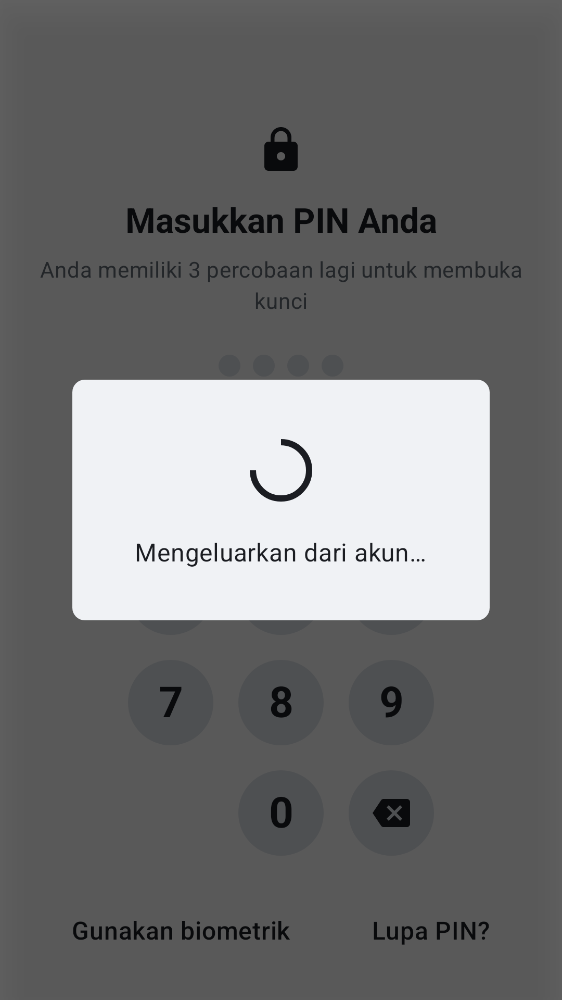 Masukkan PIN Anda
Anda memiliki 3 percobaan lagi untuk membuka
kunci
Mengeluarkan dari akun...
7 8 9
0
Gunakan biometrik Lupa PIN?